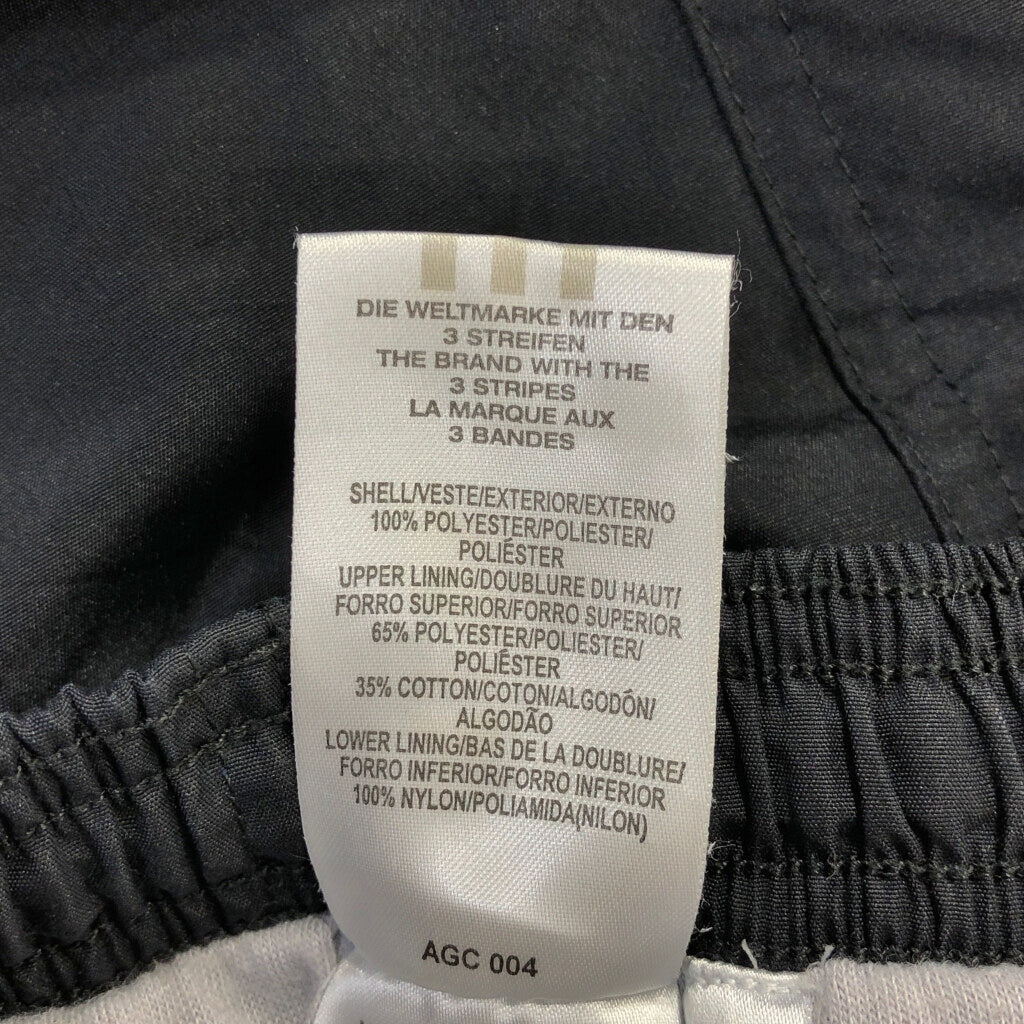 DIE WELTMARKE MIT DEN
3 STREIFEN
THE BRAND WITH THE
3 STRIPES
LA MARQUE AUX
3 BANDES
SHELL/VESTE/EXTERIOR/EXTERNO
100% POLYESTER/POLIESTER/
POLIÉSTER
UPPER LINING/DOUBLURE DU HAUT/
FORRO SUPERIOR/FORRO SUPERIOR
65% POLYESTER/POLIESTER/
POLIÉSTER
35% COTTON/COTON/ALGODÓN/
ALGODÃO
LOWER LINING/BAS DE LA DOUBLURE/
FORRO INFERIOR/FORRO INFERIOR
100% NYLON/POLIAMIDA(NILON)
AGC 004